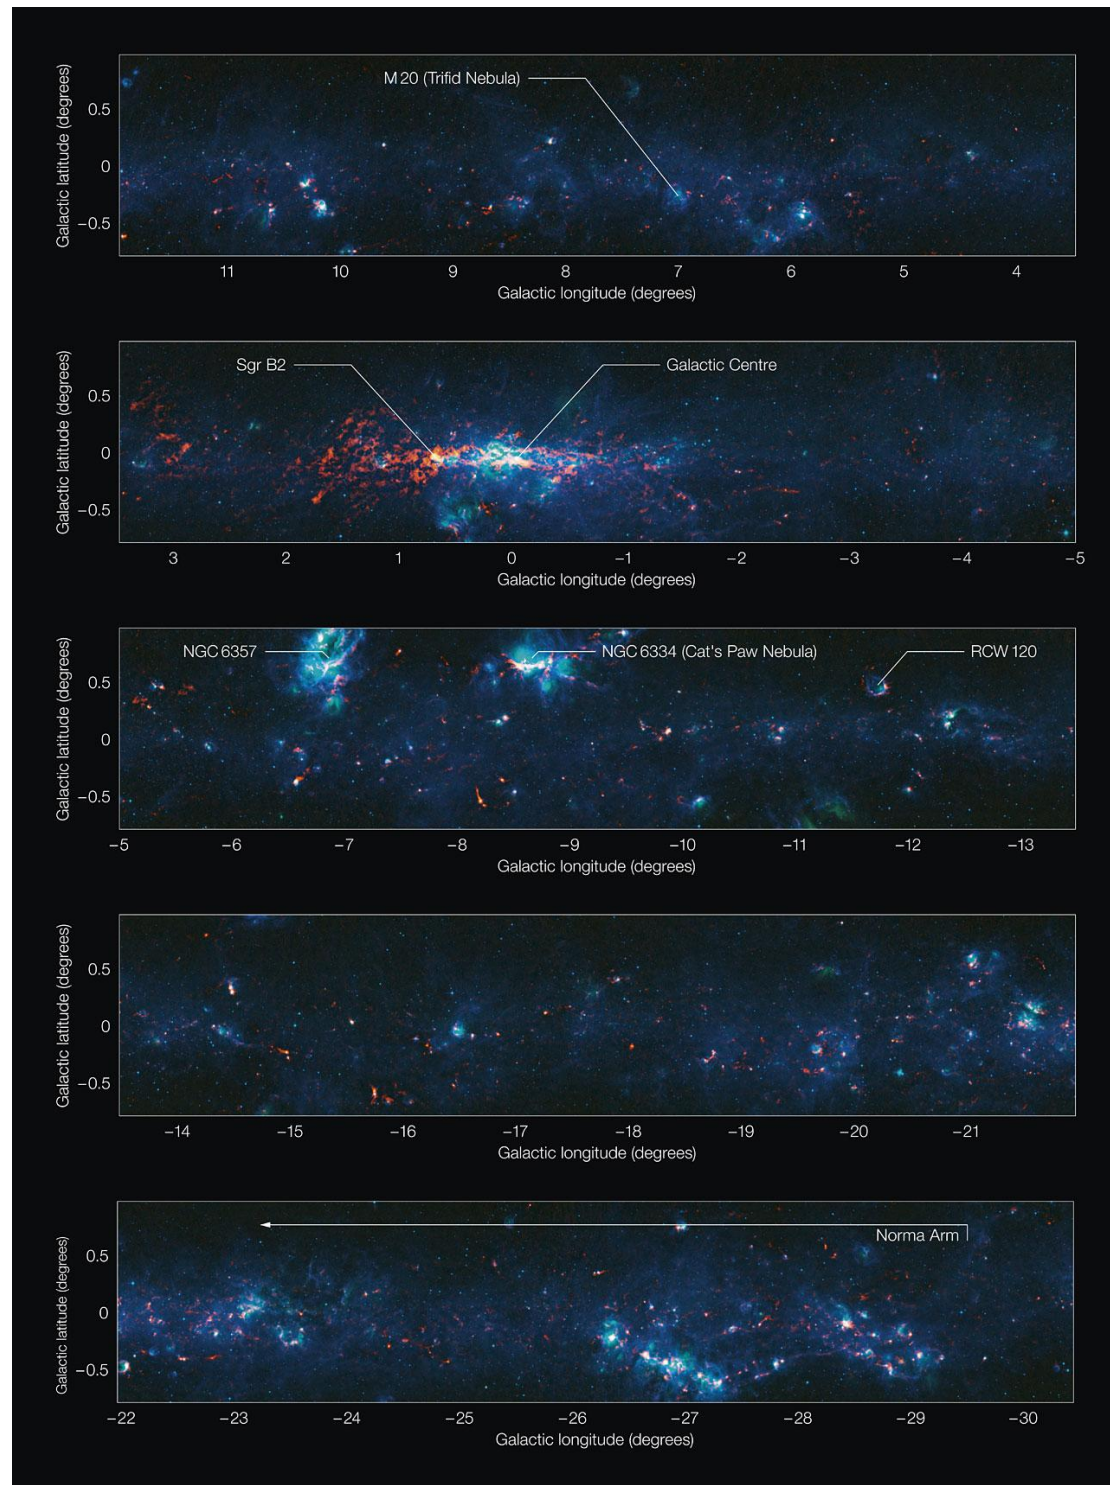 M 20 (Trifid Nebula)
Galactic latitude (degrees)
0.5
0
−0.5
11 10 9 8 7 6 5 4
Galactic longitude (degrees)
Sgr B2 Galactic Centre
Galactic latitude (degrees)
0.5
0
−0.5
3 2 1 0 −1 −2 −3 −4 −5
Galactic longitude (degrees)
NGC 6357 NGC 6334 (Cat's Paw Nebula) RCW 120
Galactic latitude (degrees)
0.5
0
−0.5
−5 −6 −7 −8 −9 −10 −11 −12 −13
Galactic longitude (degrees)
Galactic latitude (degrees)
0.5
0
−0.5
−14 −15 −16 −17 −18 −19 −20 −21
Galactic longitude (degrees)
Norma Arm
Galactic latitude (degrees)
0.5
0
−0.5
−22 −23 −24 −25 −26 −27 −28 −29 −30
Galactic longitude (degrees)